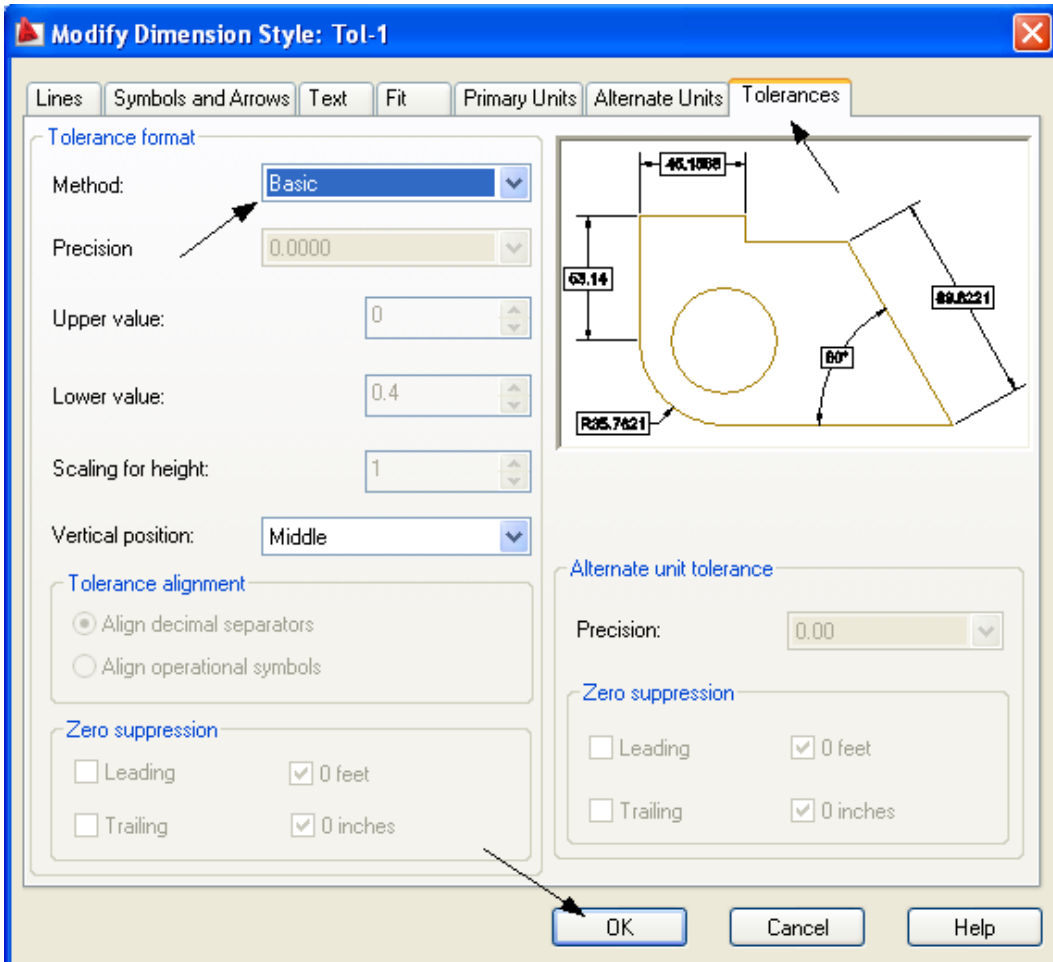 Modify Dimension Style: Tol-1
Lines
Symbols and Arrows
Text
Fit
Primary Units
Alternate Units
Tolerances
Tolerance format
Method:
Basic
Precision
0.0000
Upper value:
0
Lower value:
0.4
Scaling for height:
1
Vertical position:
Middle
Tolerance alignment
Align decimal separators
Align operational symbols
Zero suppression
Leading
0 feet
Trailing
0 inches
60°
R35.7621
Alternate unit tolerance
Precision:
0.00
Zero suppression
Leading
0 feet
Trailing
0 inches
OK
Cancel
Help